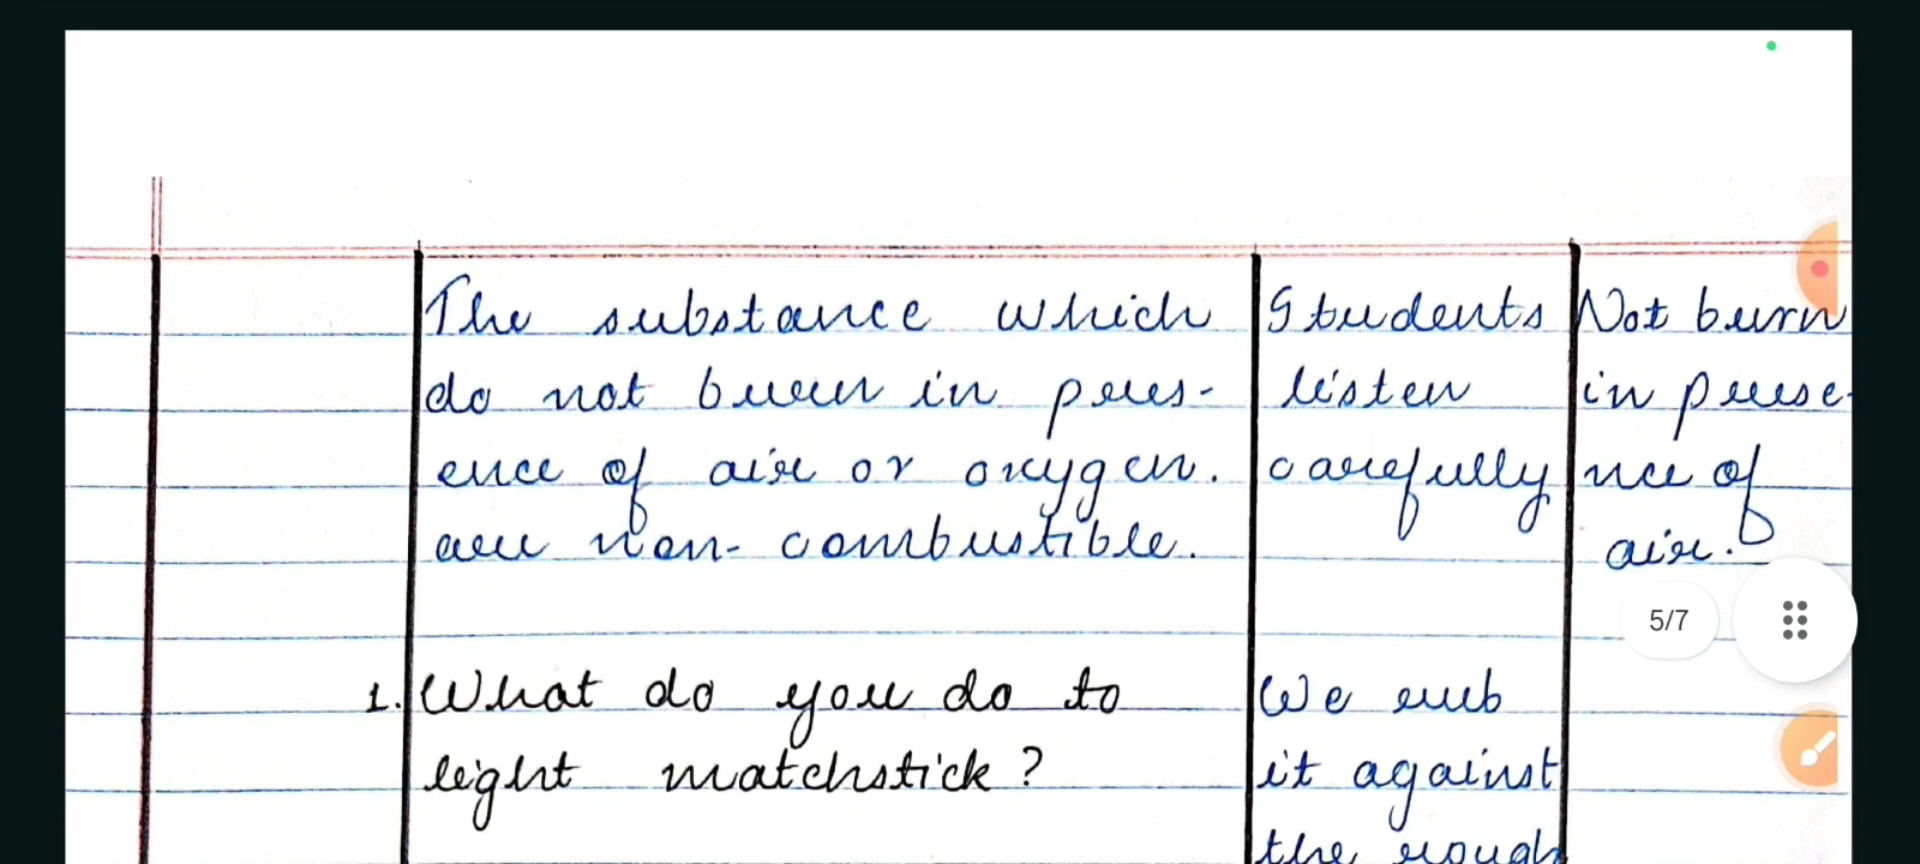 The substance which
do not burn in pres-
ence of air or oxygen.
are non-combustible.
Students
listen
carefully
Not burn
in prese-
nce of
air.
5/7
1. What do you do to
light matchstick?
We rub
it against
the rough